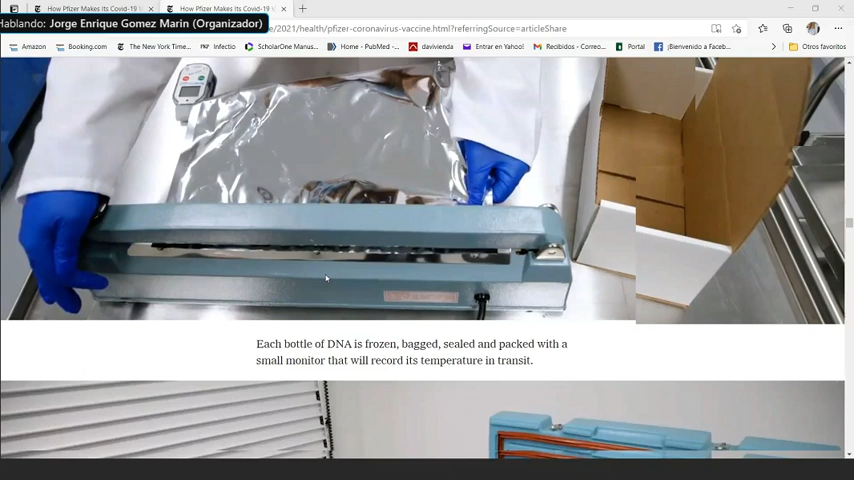 How Pfizer Makes Its Covid-19 V
How Pfizer Makes Its Covid-19 V
Hablando: Jorge Enrique Gomez Marin (Organizador)
e/2021/health/pfizer-coronavirus-vaccine.html?referringSource=articleShare
Amazon Booking.com The New York Time... Infectio ScholarOne Manus... Home - PubMed -... davivienda Entrar en Yahoo! Recibidos - Correo... Portal ¡Bienvenido a Faceb... Otros favoritos
Each bottle of DNA is frozen, bagged, sealed and packed with a
small monitor that will record its temperature in transit.